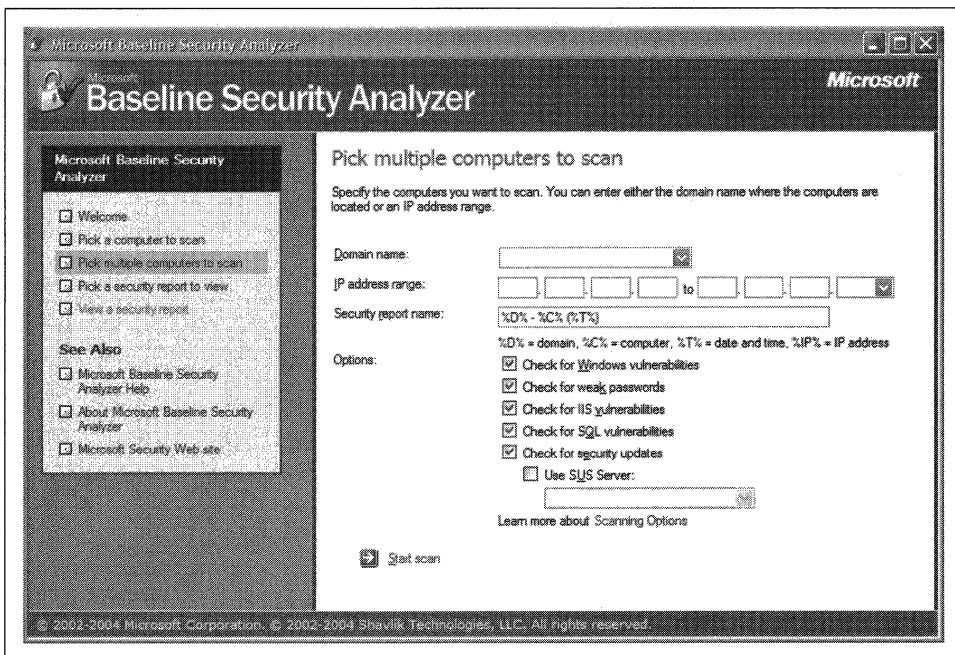 Microsoft Baseline Security Analyzer
Microsoft
Baseline Security Analyzer
Microsoft
Microsoft Baseline Security
Analyzer
Welcome
Pick a computer to scan
Pick multiple computers to scan
Pick a security report to view
View a security report
See Also
Microsoft Baseline Security
Analyzer Help
About Microsoft Baseline Security
Analyzer
Microsoft Security Web site
Pick multiple computers to scan
Specify the computers you want to scan. You can enter either the domain name where the computers are
located or an IP address range.
Domain name:
IP address range:
. . . to . . .
Security report name:
%D% - %C% (%T%)
%D% = domain, %C% = computer, %T% = date and time, %IP% = IP address
Options:
Check for Windows vulnerabilities
Check for weak passwords
Check for IIS vulnerabilities
Check for SQL vulnerabilities
Check for security updates
Use SUS Server:
Learn more about Scanning Options
Start scan
© 2002-2004 Microsoft Corporation. © 2002-2004 Shavlik Technologies, LLC. All rights reserved.